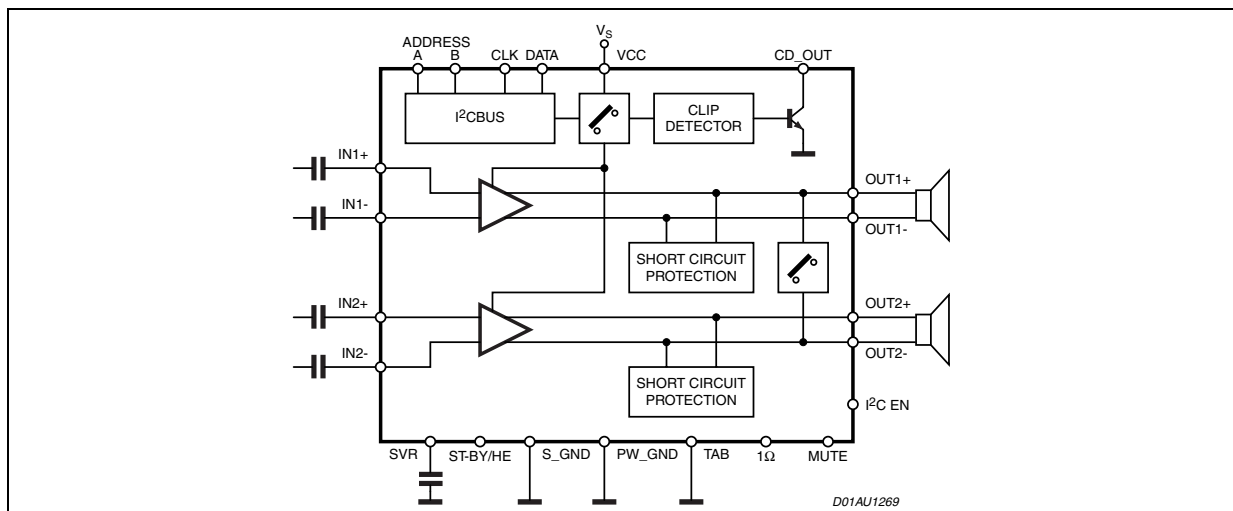 VS
ADDRESS
A B CLK DATA VCC CD_OUT
I²CBUS
CLIP
DETECTOR
IN1+
OUT1+
IN1-
OUT1-
SHORT CIRCUIT
PROTECTION
IN2+
OUT2+
IN2-
OUT2-
SHORT CIRCUIT
PROTECTION
I²C EN
SVR ST-BY/HE S_GND PW_GND TAB 1Ω MUTE
D01AU1269